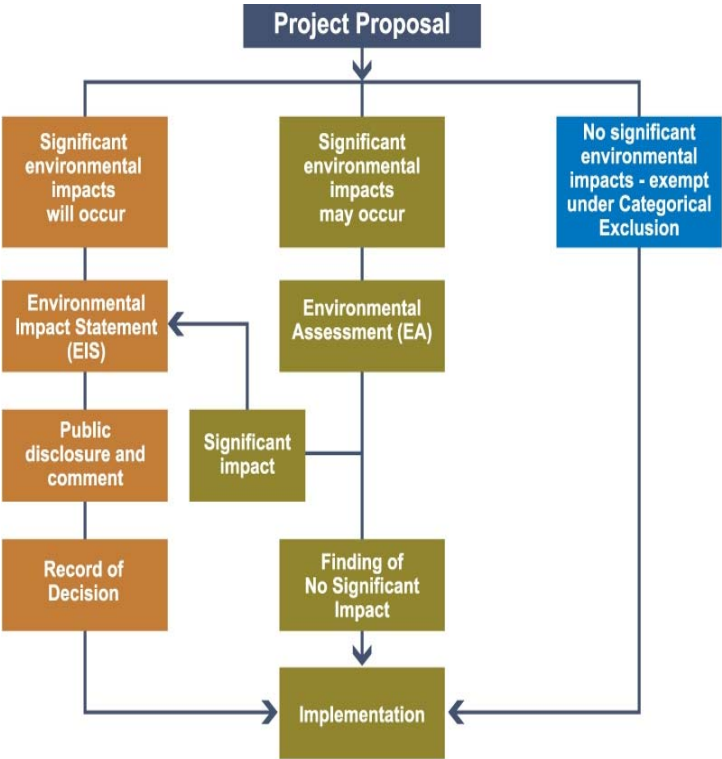 Project Proposal
Significant
environmental
impacts
will occur
Significant
environmental
impacts
may occur
No significant
environmental
impacts - exempt
under Categorical
Exclusion
Environmental
Impact Statement
(EIS)
Environmental
Assessment (EA)
Public
disclosure and
comment
Significant
impact
Record of
Decision
Finding of
No Significant
Impact
Implementation